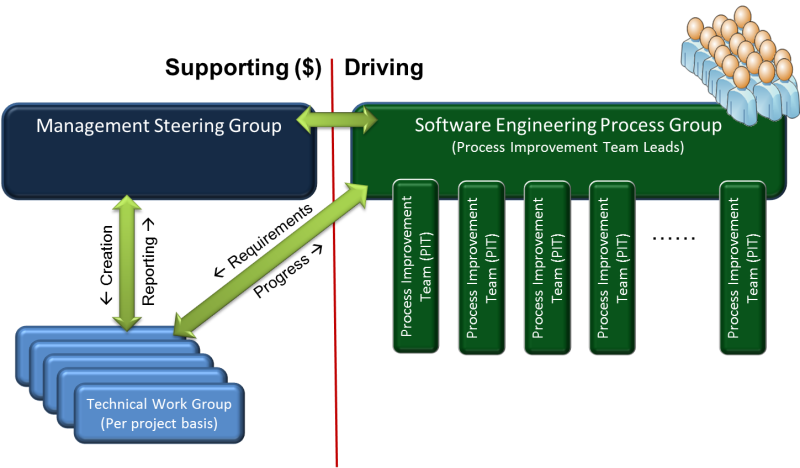 Supporting ($)
Driving
Management Steering Group
Software Engineering Process Group
(Process Improvement Team Leads)
← Creation
Reporting →
← Requirements
Progress →
Process Improvement
Team (PIT)
Process Improvement
Team (PIT)
Process Improvement
Team (PIT)
Process Improvement
Team (PIT)
......
Process Improvement
Team (PIT)
Technical Work Group
(Per project basis)